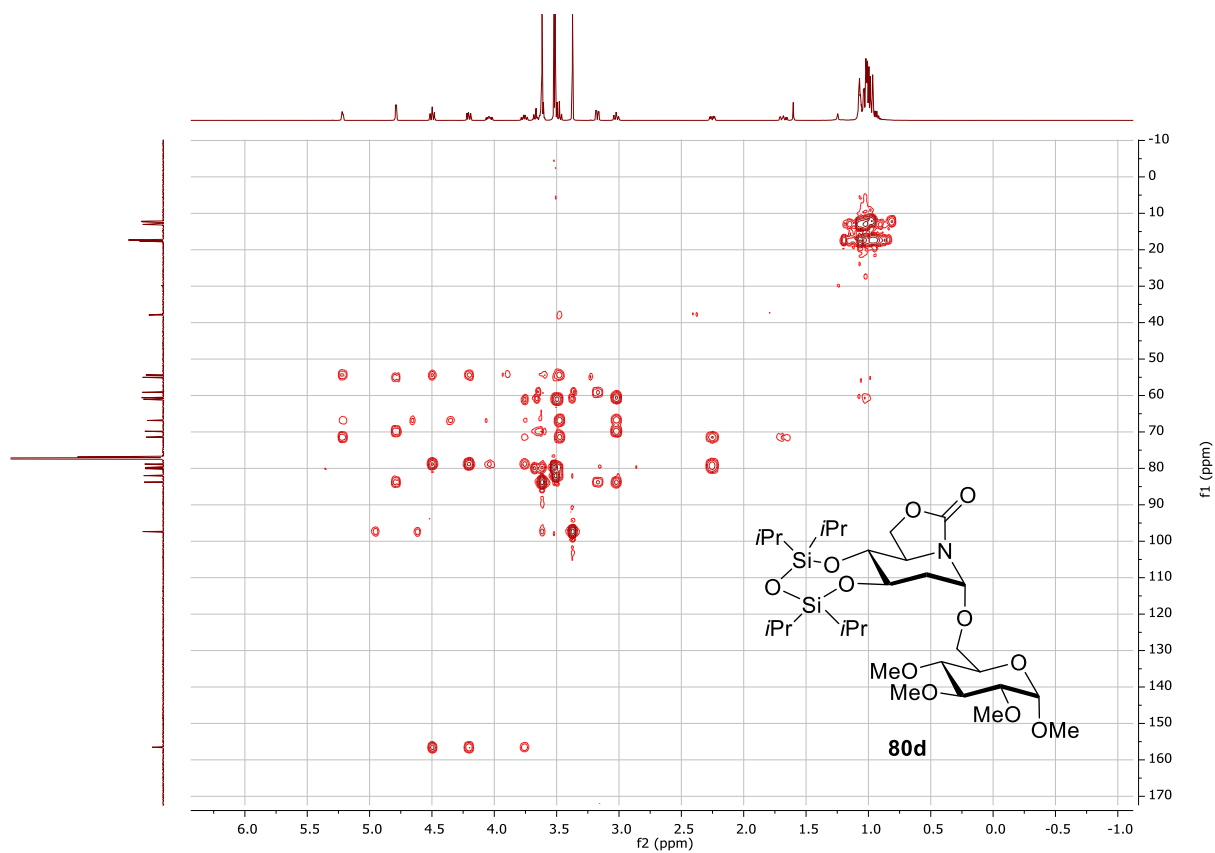 -10
0
10
20
30
40
50
60
70
80
90
100
110
120
130
140
150
160
170
f1 (ppm)
6.0 5.5 5.0 4.5 4.0 3.5 3.0 2.5 2.0 1.5 1.0 0.5 0.0 -0.5 -1.0
f2 (ppm)
O O
iPr iPr
Si O N
O O
Si
iPr iPr
O
MeO O
MeO
MeO
OMe
80d